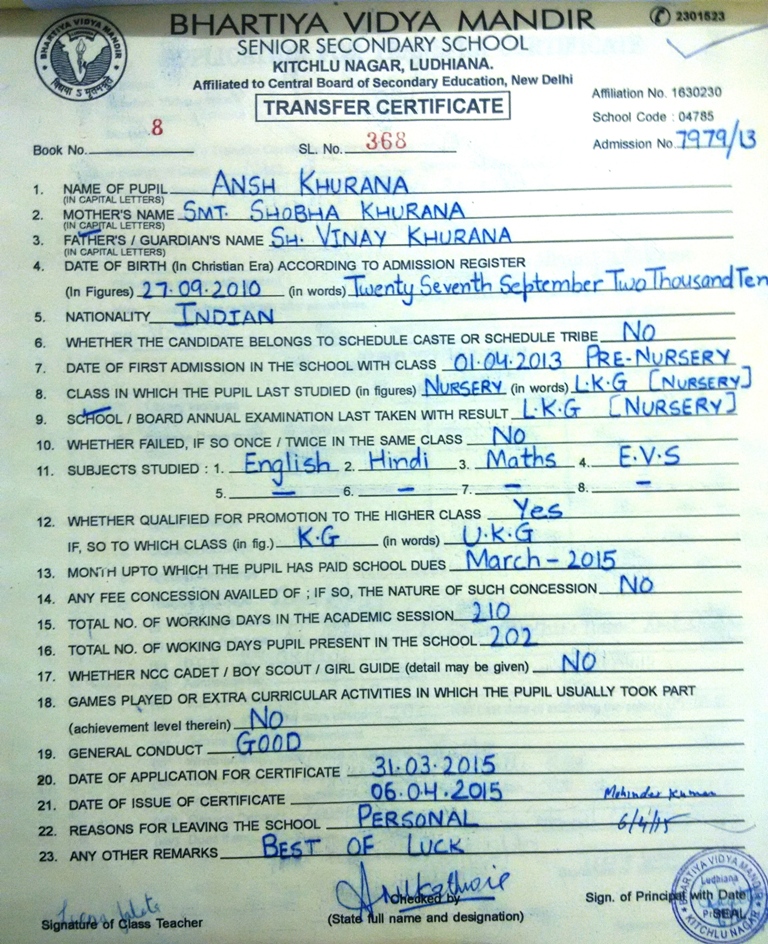 BHARTIYA VIDYA MANDIR
2301523
SENIOR SECONDARY SCHOOL
KITCHLU NAGAR, LUDHIANA.
Affiliated to Central Board of Secondary Education, New Delhi
TRANSFER CERTIFICATE
Affiliation No. 1630230
School Code : 04785
Admission No. 7979/13
Book No. 8 SL. No. 368
1. NAME OF PUPIL ANSH KHURANA
(IN CAPITAL LETTERS)
2. MOTHER'S NAME SMT. SHOBHA KHURANA
(IN CAPITAL LETTERS)
3. FATHER'S / GUARDIAN'S NAME SH. VINAY KHURANA
(IN CAPITAL LETTERS)
4. DATE OF BIRTH (In Christian Era) ACCORDING TO ADMISSION REGISTER
(In Figures) 27.09.2010 (in words) Twenty Seventh September Two Thousand Ten
5. NATIONALITY INDIAN
6. WHETHER THE CANDIDATE BELONGS TO SCHEDULE CASTE OR SCHEDULE TRIBE NO
7. DATE OF FIRST ADMISSION IN THE SCHOOL WITH CLASS 01.04.2013 PRE-NURSERY
8. CLASS IN WHICH THE PUPIL LAST STUDIED (in figures) NURSERY (in words) L.K.G [NURSERY]
9. SCHOOL / BOARD ANNUAL EXAMINATION LAST TAKEN WITH RESULT L.K.G [NURSERY]
10. WHETHER FAILED, IF SO ONCE / TWICE IN THE SAME CLASS NO
11. SUBJECTS STUDIED : 1. English 2. Hindi 3. Maths 4. E.V.S
5. — 6. — 7. — 8. —
12. WHETHER QUALIFIED FOR PROMOTION TO THE HIGHER CLASS Yes
IF, SO TO WHICH CLASS (in fig.) K.G (in words) U.K.G
13. MONTH UPTO WHICH THE PUPIL HAS PAID SCHOOL DUES March - 2015
14. ANY FEE CONCESSION AVAILED OF ; IF SO, THE NATURE OF SUCH CONCESSION NO
15. TOTAL NO. OF WORKING DAYS IN THE ACADEMIC SESSION 210
16. TOTAL NO. OF WOKING DAYS PUPIL PRESENT IN THE SCHOOL 202
17. WHETHER NCC CADET / BOY SCOUT / GIRL GUIDE (detail may be given) NO
18. GAMES PLAYED OR EXTRA CURRICULAR ACTIVITIES IN WHICH THE PUPIL USUALLY TOOK PART
(achievement level therein) NO
19. GENERAL CONDUCT GOOD
20. DATE OF APPLICATION FOR CERTIFICATE 31.03.2015
21. DATE OF ISSUE OF CERTIFICATE 06.04.2015
Mohinder Kumar
22. REASONS FOR LEAVING THE SCHOOL PERSONAL
6/4/15
23. ANY OTHER REMARKS BEST OF LUCK
Signature of Class Teacher
Checked by
(State full name and designation)
Sign. of Principal with Date
SEAL
BHARTIYA VIDYA MANDIR
Ludhiana
KITCHLU NAGAR